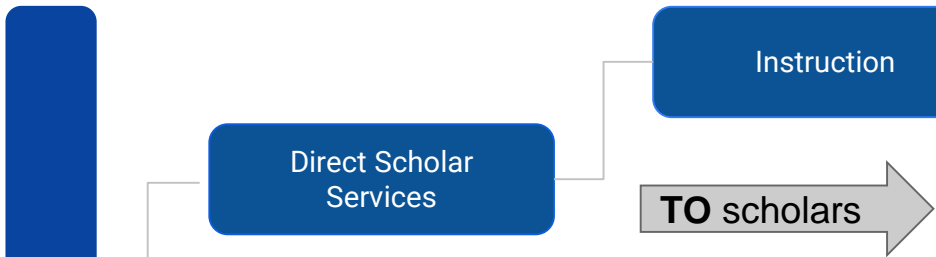 Instruction
Direct Scholar
Services
TO scholars